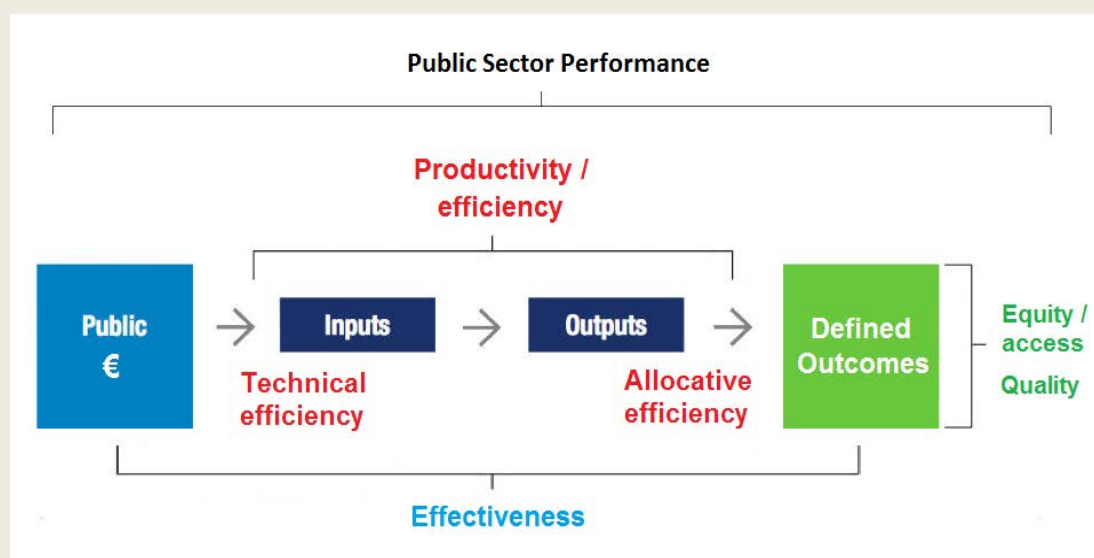 Public Sector Performance
Productivity /
efficiency
Public
€
Inputs
Outputs
Defined
Outcomes
Equity /
access
Quality
Technical
efficiency
Allocative
efficiency
Effectiveness